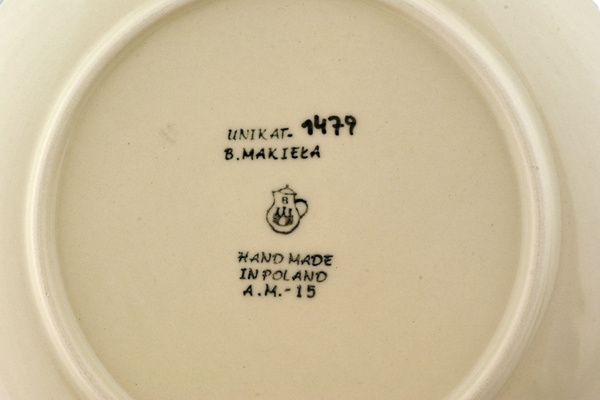 UNIKAT- 1479
B. MAKIEŁA
B
HAND MADE
IN POLAND
A.M.-15